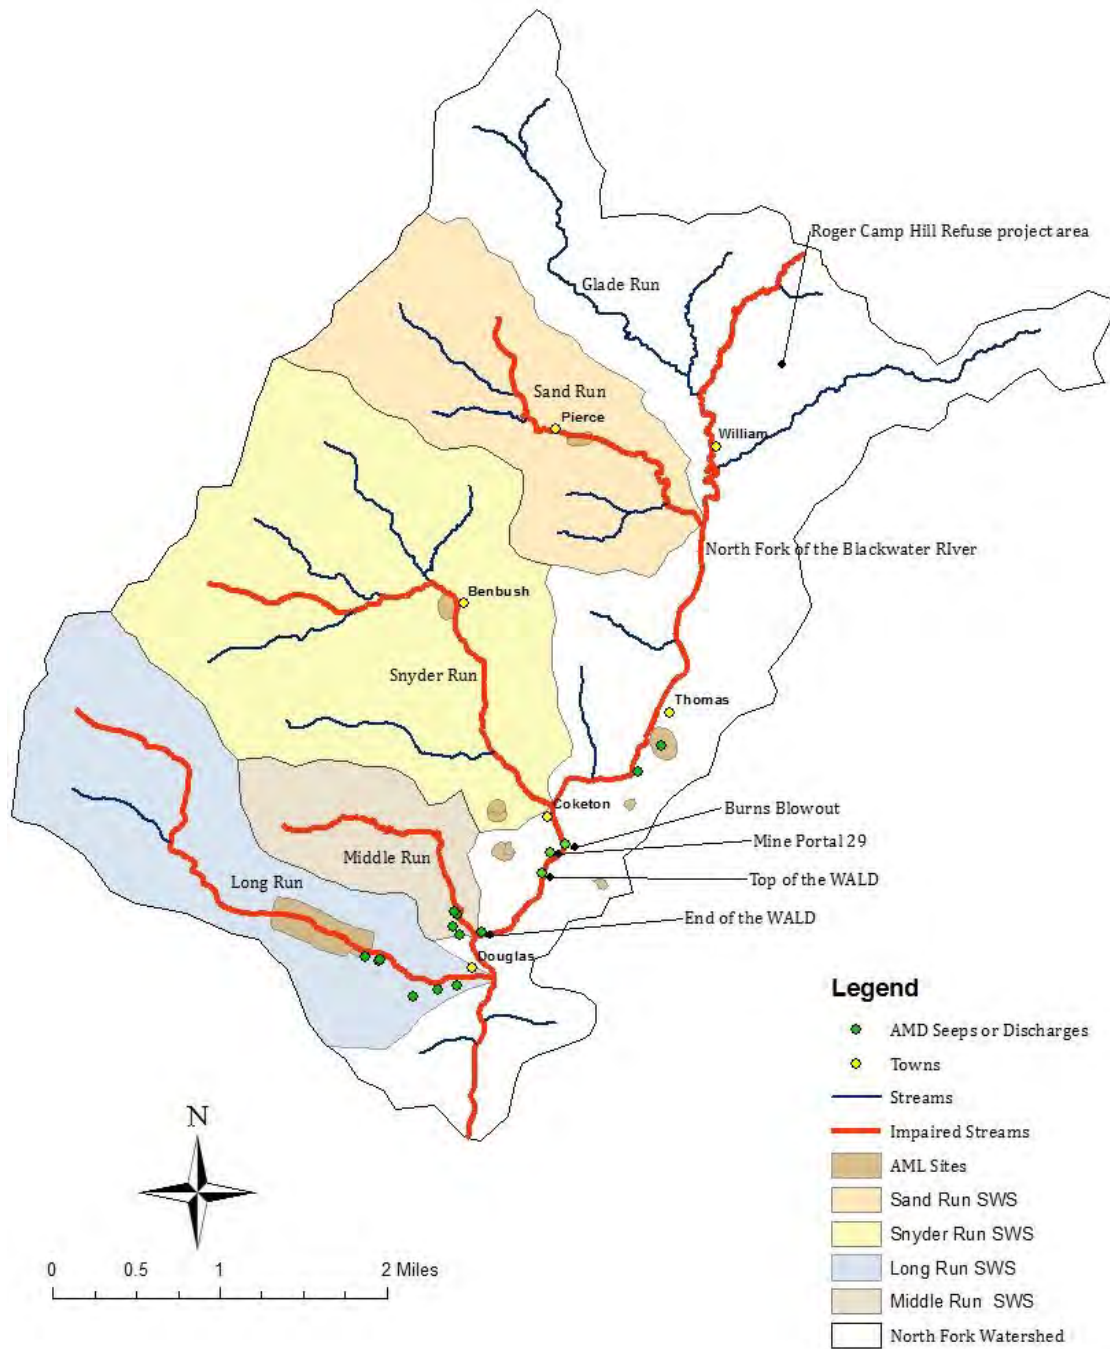 Roger Camp Hill Refuse project area
Glade Run
Sand Run
Pierce
William
North Fork of the Blackwater RIver
Benbush
Snyder Run
Thomas
Coketon
Burns Blowout
Mine Portal 29
Middle Run
Top of the WALD
Long Run
End of the WALD
Douglas
Legend
AMD Seeps or Discharges
Towns
Streams
Impaired Streams
AML Sites
Sand Run SWS
Snyder Run SWS
Long Run SWS
Middle Run SWS
North Fork Watershed
N
0 0.5 1 2 Miles